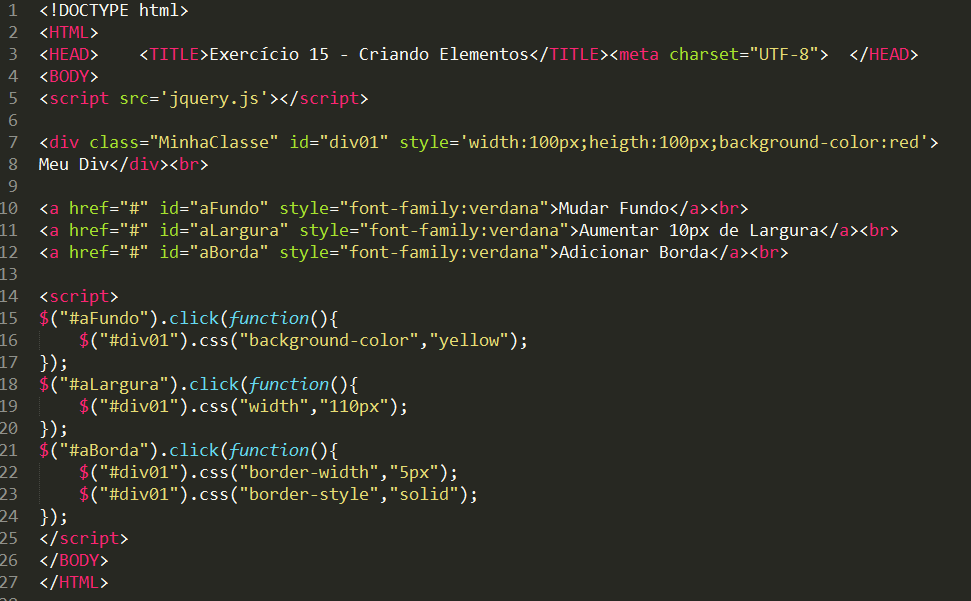 1 <!DOCTYPE html>
2 <HTML>
3 <HEAD>    <TITLE>Exercício 15 - Criando Elementos</TITLE><meta charset="UTF-8">  </HEAD>
4 <BODY>
5 <script src='jquery.js'></script>
6
7 <div class="MinhaClasse" id="div01" style='width:100px;heigth:100px;background-color:red'>
8 Meu Div</div><br>
9
10 <a href="#" id="aFundo" style="font-family:verdana">Mudar Fundo</a><br>
11 <a href="#" id="aLargura" style="font-family:verdana">Aumentar 10px de Largura</a><br>
12 <a href="#" id="aBorda" style="font-family:verdana">Adicionar Borda</a><br>
13
14 <script>
15 $("#aFundo").click(function(){
16     $("#div01").css("background-color","yellow");
17 });
18 $("#aLargura").click(function(){
19     $("#div01").css("width","110px");
20 });
21 $("#aBorda").click(function(){
22     $("#div01").css("border-width","5px");
23     $("#div01").css("border-style","solid");
24 });
25 </script>
26 </BODY>
27 </HTML>